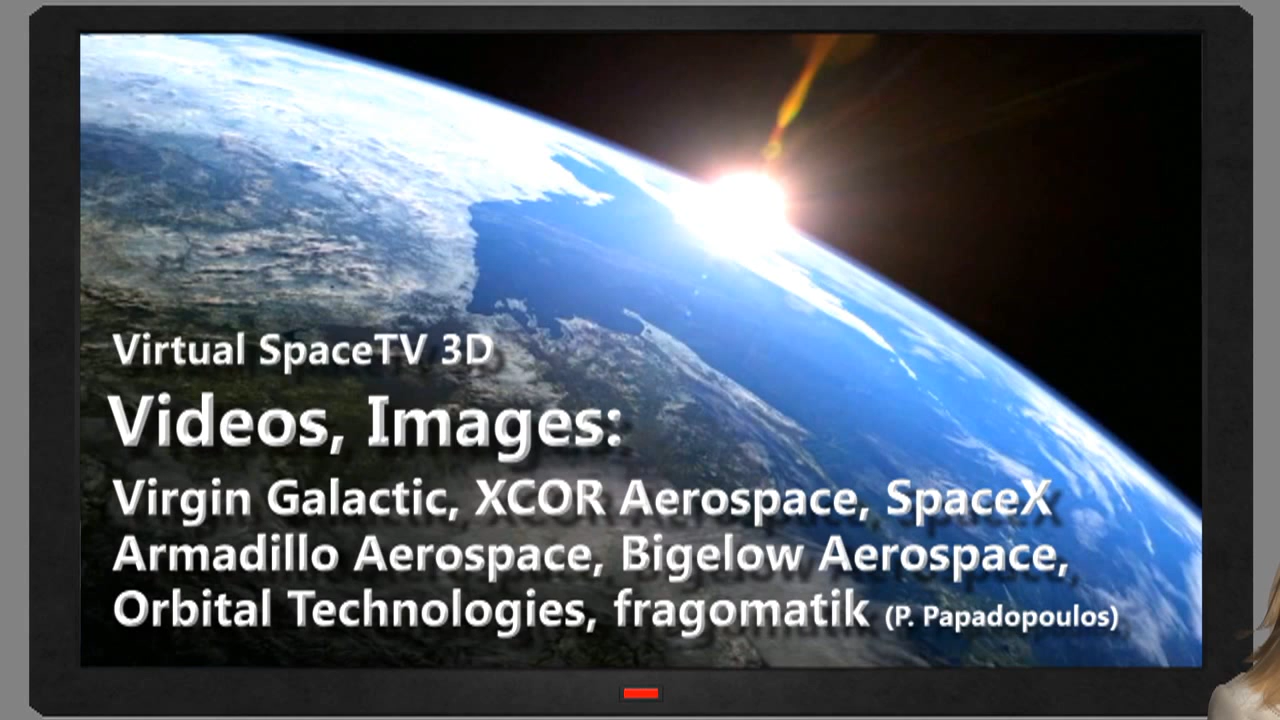 Virtual SpaceTV 3D
Videos, Images:
Virgin Galactic, XCOR Aerospace, SpaceX
Armadillo Aerospace, Bigelow Aerospace,
Orbital Technologies, fragomatik (P. Papadopoulos)